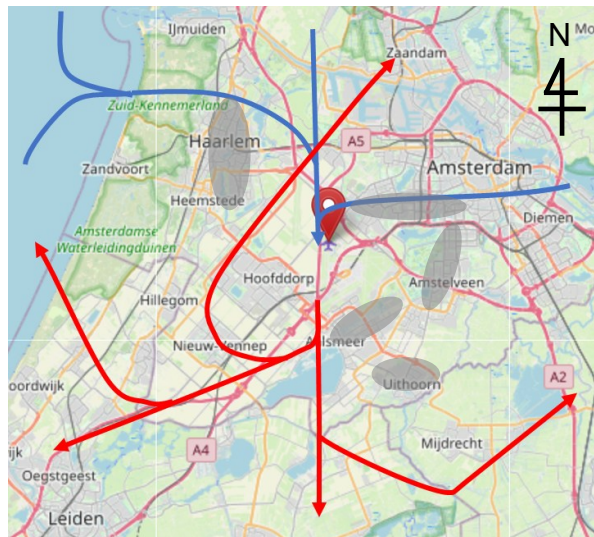 IJmuiden
Zaandam
N
Zuid-Kennemerland
Haarlem
A5
Amsterdam
Zandvoort
Heemstede
Diemen
Amsterdamse
Waterleidingduinen
Hoofddorp
Amstelveen
Hillegom
Nieuw-Vennep
Uithoorn
A2
oordwijk
Mijdrecht
A4
ijk
Oegstgeest
Leiden